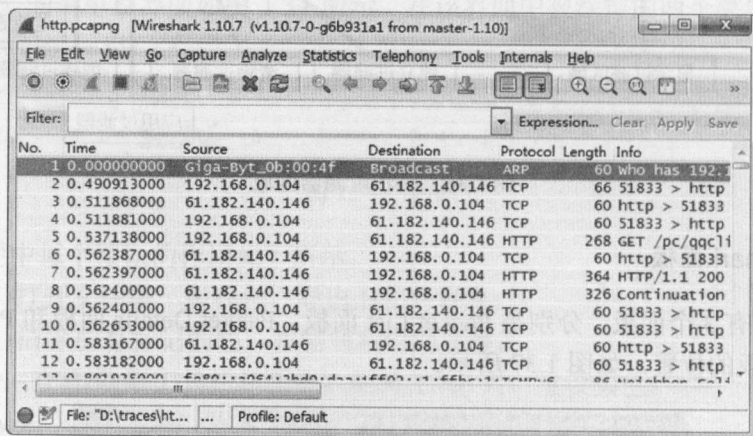 http.pcapng [Wireshark 1.10.7 (v1.10.7-0-g6b931a1 from master-1.10)]
File Edit View Go Capture Analyze Statistics Telephony Tools Internals Help
Filter: Expression... Clear Apply Save
No. Time Source Destination Protocol Length Info
1 0.000000000 Giga-Byt_0b:00:4f Broadcast ARP 60 Who has 192.1
2 0.490913000 192.168.0.104 61.182.140.146 TCP 66 51833 > http
3 0.511868000 61.182.140.146 192.168.0.104 TCP 60 http > 51833
4 0.511881000 192.168.0.104 61.182.140.146 TCP 60 51833 > http
5 0.537138000 192.168.0.104 61.182.140.146 HTTP 268 GET /pc/qqcli
6 0.562387000 61.182.140.146 192.168.0.104 TCP 60 http > 51833
7 0.562397000 61.182.140.146 192.168.0.104 HTTP 364 HTTP/1.1 200
8 0.562400000 61.182.140.146 192.168.0.104 HTTP 326 Continuation
9 0.562401000 192.168.0.104 61.182.140.146 TCP 60 51833 > http
10 0.562653000 192.168.0.104 61.182.140.146 TCP 60 51833 > http
11 0.583167000 61.182.140.146 192.168.0.104 TCP 60 http > 51833
12 0.583182000 192.168.0.104 61.182.140.146 TCP 60 51833 > http
File: "D:\traces\ht... ... Profile: Default